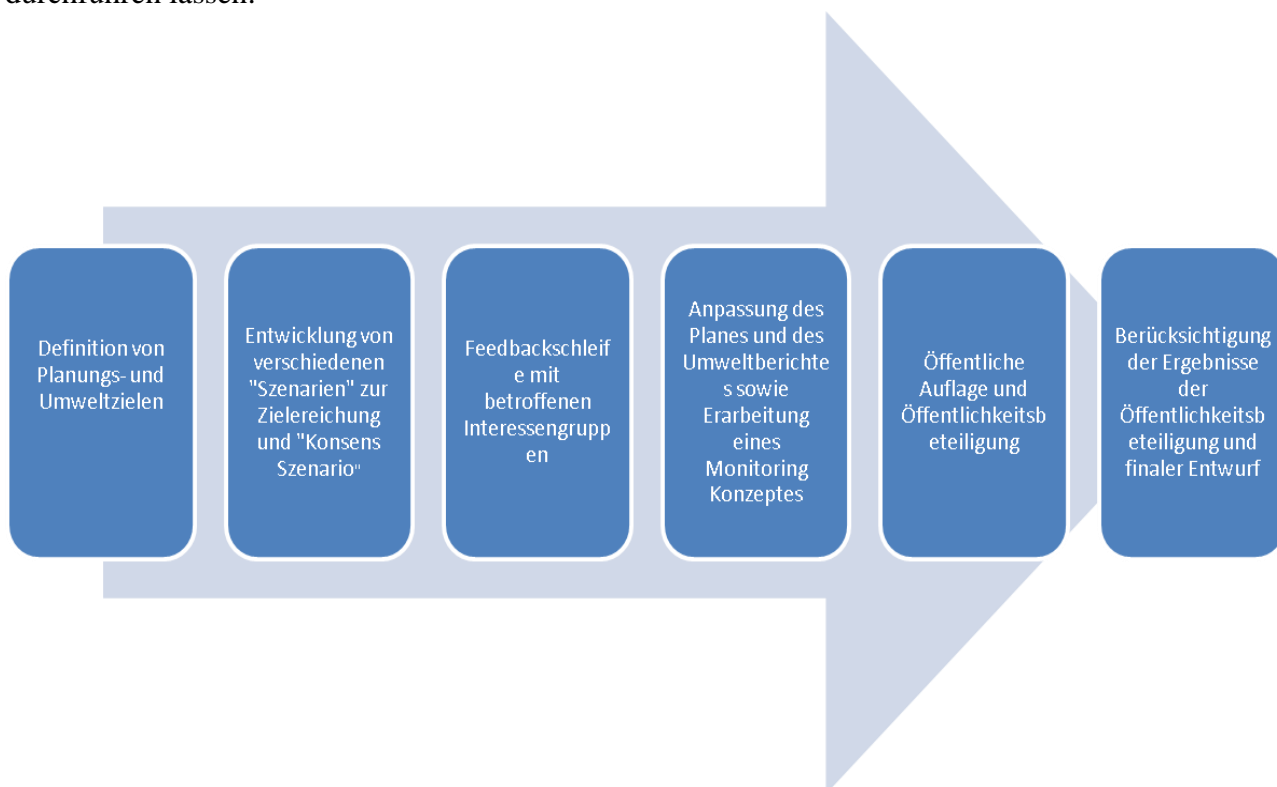 durchführen lassen.
Definition von
Planungs- und
Umweltzielen
Entwicklung von
verschiedenen
"Szenarien" zur
Zielereichung
und "Konsens
Szenario"
Feedbackschleif
e mit
betroffenen
Interessengrupp
en
Anpassung des
Planes und des
Umweltberichte
s sowie
Erarbeitung
eines
Monitoring
Konzeptes
Öffentliche
Auflage und
Öffentlichkeitsb
eteiligung
Berücksichtigung
der Ergebnisse
der
Öffentlichkeitsb
eteiligung und
finaler Entwurf